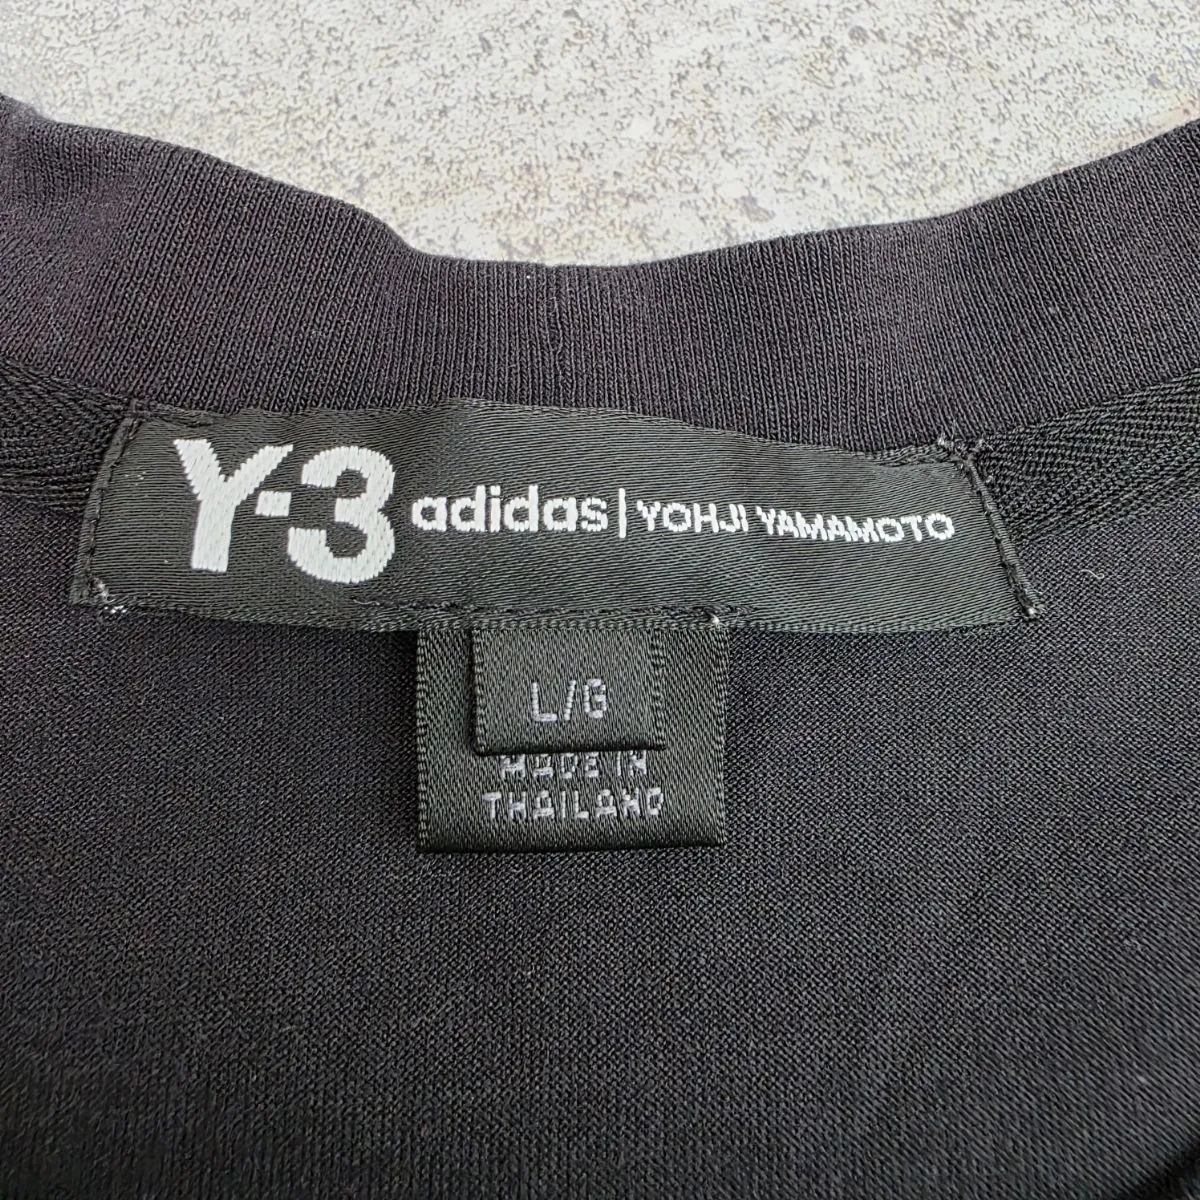 Y-3 adidas | YOHJI YAMAMOTO
L/G
MADE IN
THAILAND